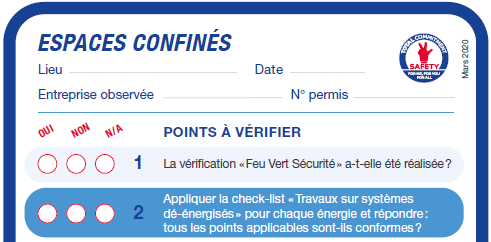 ESPACES CONFINÉS
Lieu Date
Entreprise observée N° permis
TOTAL COMMITMENT
SAFETY
FOR ME, FOR YOU
FOR ALL
Mars 2020
OUI NON N/A POINTS À VÉRIFIER
1 La vérification «Feu Vert Sécurité» a-t-elle été réalisée?
2 Appliquer la check-list «Travaux sur systèmes
dé-énergisés» pour chaque énergie et répondre:
tous les points applicables sont-ils conformes?